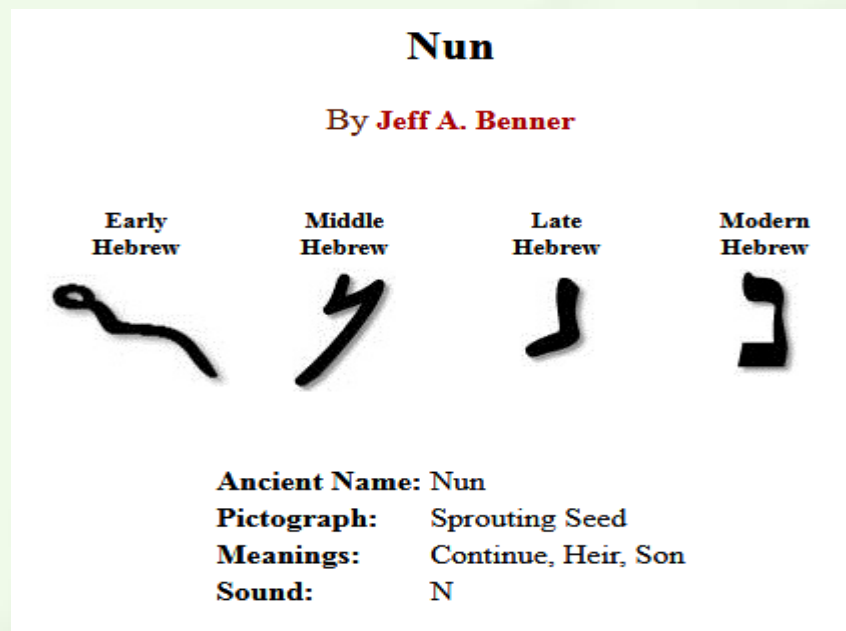 Nun
By Jeff A. Benner
Early Hebrew
Middle Hebrew
Late Hebrew
Modern Hebrew
נ
Ancient Name: Nun
Pictograph: Sprouting Seed
Meanings: Continue, Heir, Son
Sound: N